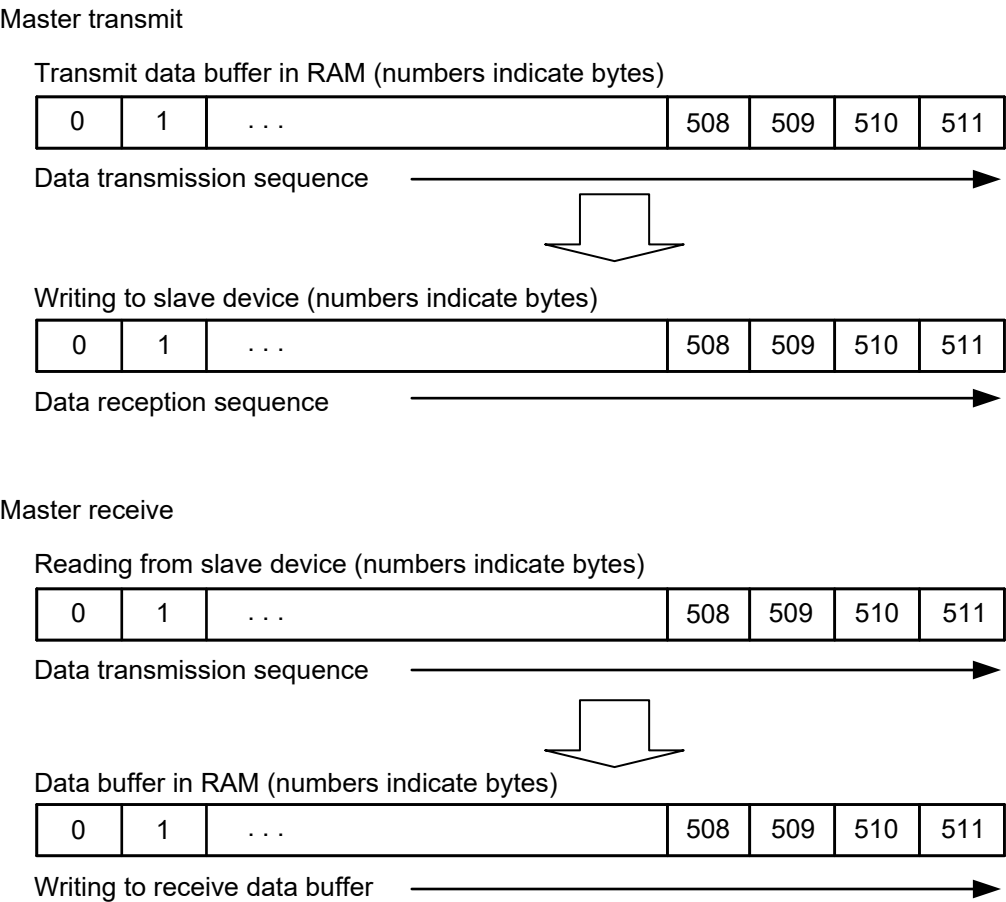 Master transmit
Transmit data buffer in RAM (numbers indicate bytes)
0 1 . . . 508 509 510 511
Data transmission sequence
Writing to slave device (numbers indicate bytes)
0 1 . . . 508 509 510 511
Data reception sequence
Master receive
Reading from slave device (numbers indicate bytes)
0 1 . . . 508 509 510 511
Data transmission sequence
Data buffer in RAM (numbers indicate bytes)
0 1 . . . 508 509 510 511
Writing to receive data buffer